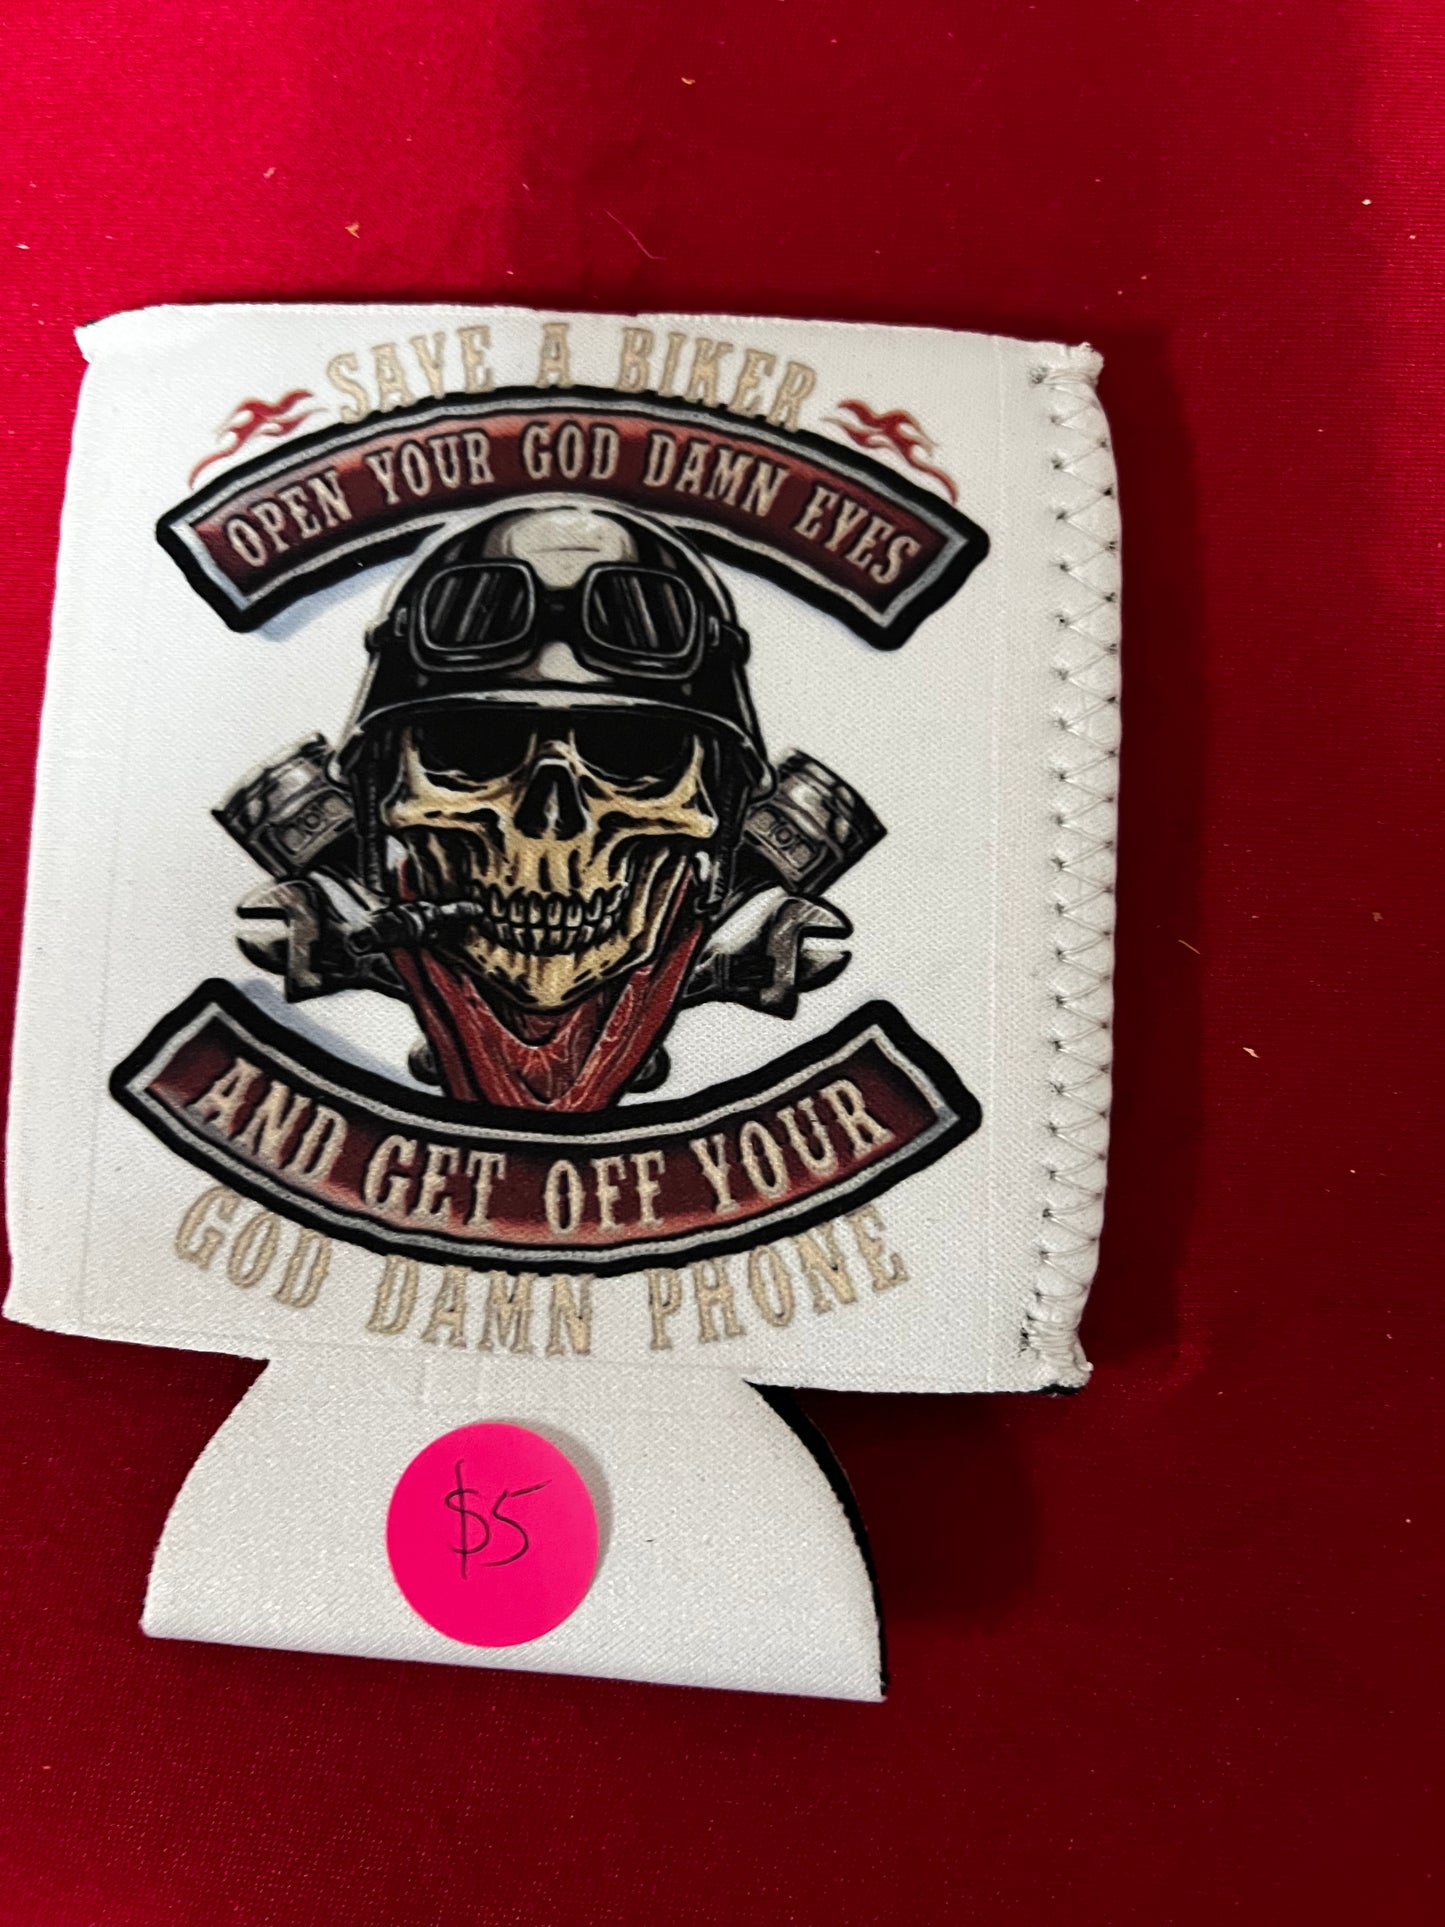 SAVE A BIKER
OPEN YOUR GOD DAMN EYES
AND GET OFF YOUR
GOD DAMN PHONE
$5